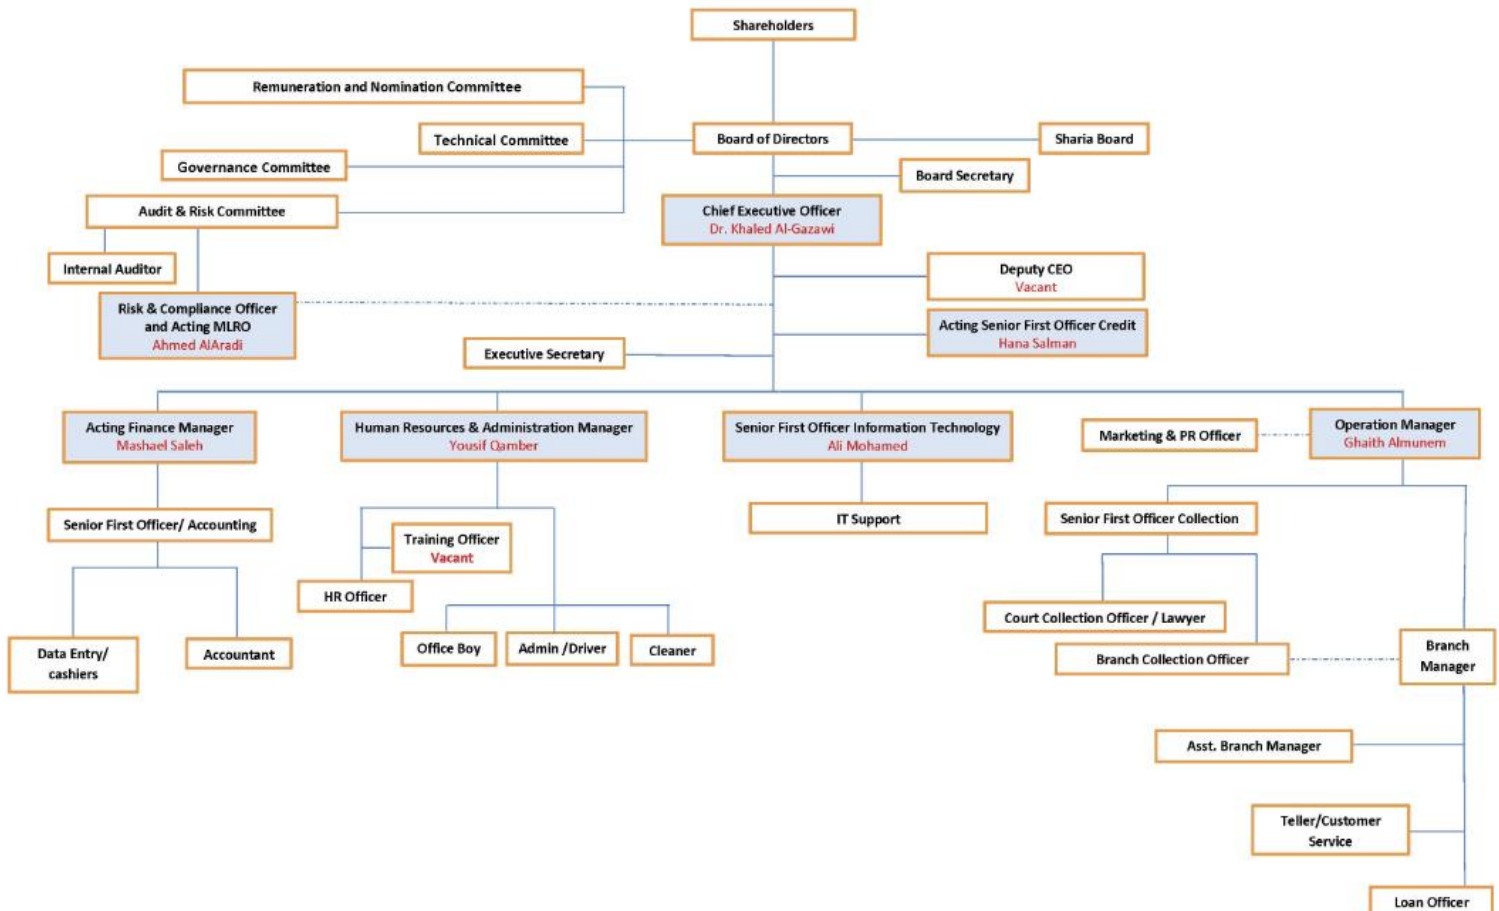 Shareholders
Remuneration and Nomination Committee
Technical Committee
Board of Directors
Sharia Board
Governance Committee
Board Secretary
Audit & Risk Committee
Chief Executive Officer
Dr. Khaled Al-Gazawi
Internal Auditor
Deputy CEO
Vacant
Risk & Compliance Officer
and Acting MLRO
Ahmed AlAradi
Acting Senior First Officer Credit
Hana Salman
Executive Secretary
Acting Finance Manager
Mashael Saleh
Human Resources & Administration Manager
Yousif Qamber
Senior First Officer Information Technology
Ali Mohamed
Marketing & PR Officer
Operation Manager
Ghaith Almunem
Senior First Officer/ Accounting
Training Officer
Vacant
IT Support
Senior First Officer Collection
HR Officer
Court Collection Officer / Lawyer
Data Entry/
cashiers
Accountant
Office Boy
Admin /Driver
Cleaner
Branch Collection Officer
Branch
Manager
Asst. Branch Manager
Teller/Customer
Service
Loan Officer